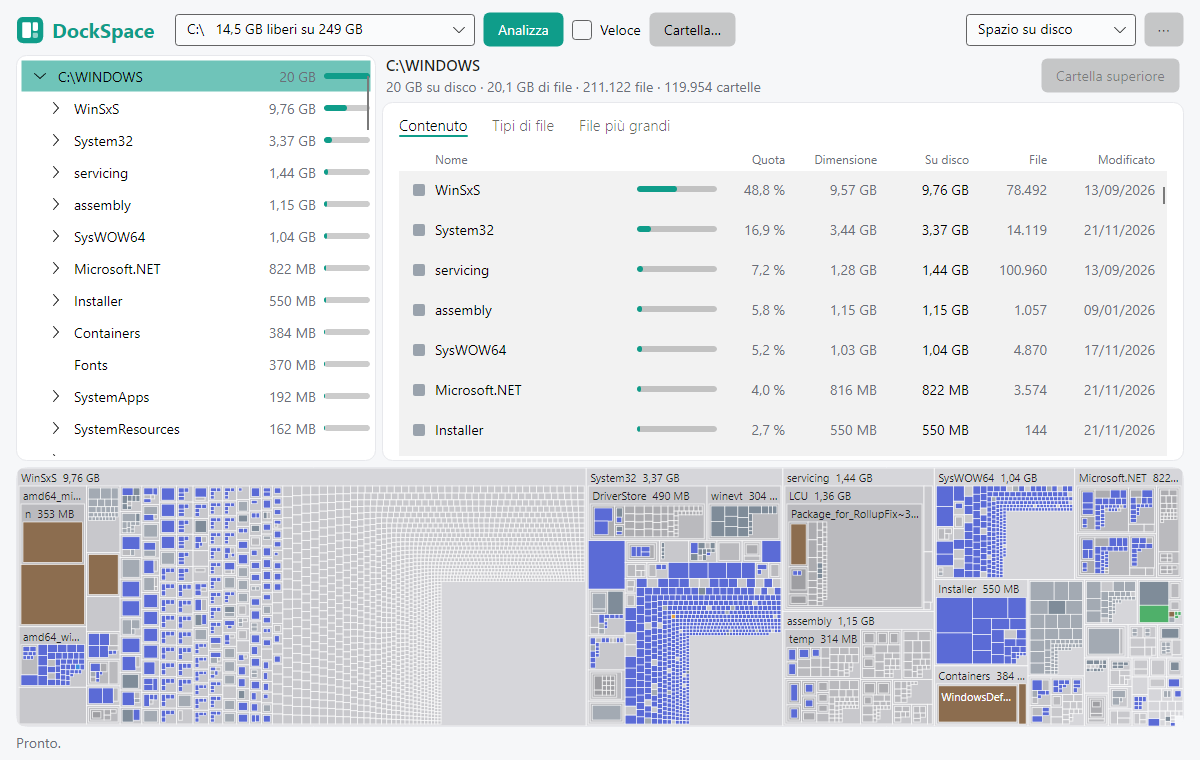 DockSpace
C:\ 14,5 GB liberi su 249 GB
Analizza
Veloce
Cartella...
Spazio su disco
...
C:\WINDOWS 20 GB
WinSxS 9,76 GB
System32 3,37 GB
servicing 1,44 GB
assembly 1,15 GB
SysWOW64 1,04 GB
Microsoft.NET 822 MB
Installer 550 MB
Containers 384 MB
Fonts 370 MB
SystemApps 192 MB
SystemResources 162 MB
C:\WINDOWS
20 GB su disco · 20,1 GB di file · 211.122 file · 119.954 cartelle
Cartella superiore
Contenuto Tipi di file File più grandi
Nome Quota Dimensione Su disco File Modificato
WinSxS 48,8 % 9,57 GB 9,76 GB 78.492 13/09/2026
System32 16,9 % 3,44 GB 3,37 GB 14.119 21/11/2026
servicing 7,2 % 1,28 GB 1,44 GB 100.960 13/09/2026
assembly 5,8 % 1,15 GB 1,15 GB 1.057 09/01/2026
SysWOW64 5,2 % 1,03 GB 1,04 GB 4.870 17/11/2026
Microsoft.NET 4,0 % 816 MB 822 MB 3.574 21/11/2026
Installer 2,7 % 550 MB 550 MB 144 21/11/2026
WinSxS 9,76 GB
amd64_mi...
n 353 MB
amd64_wi...
System32 3,37 GB
DriverStore 490 MB
winevt 304 ...
servicing 1,44 GB
LCU 1,36 GB
Package_for_RollupFix~3...
assembly 1,15 GB
temp 314 MB
SysWOW64 1,04 GB
Microsoft.NET 822...
Installer 550 MB
Containers 384 ...
WindowsDef...
Pronto.